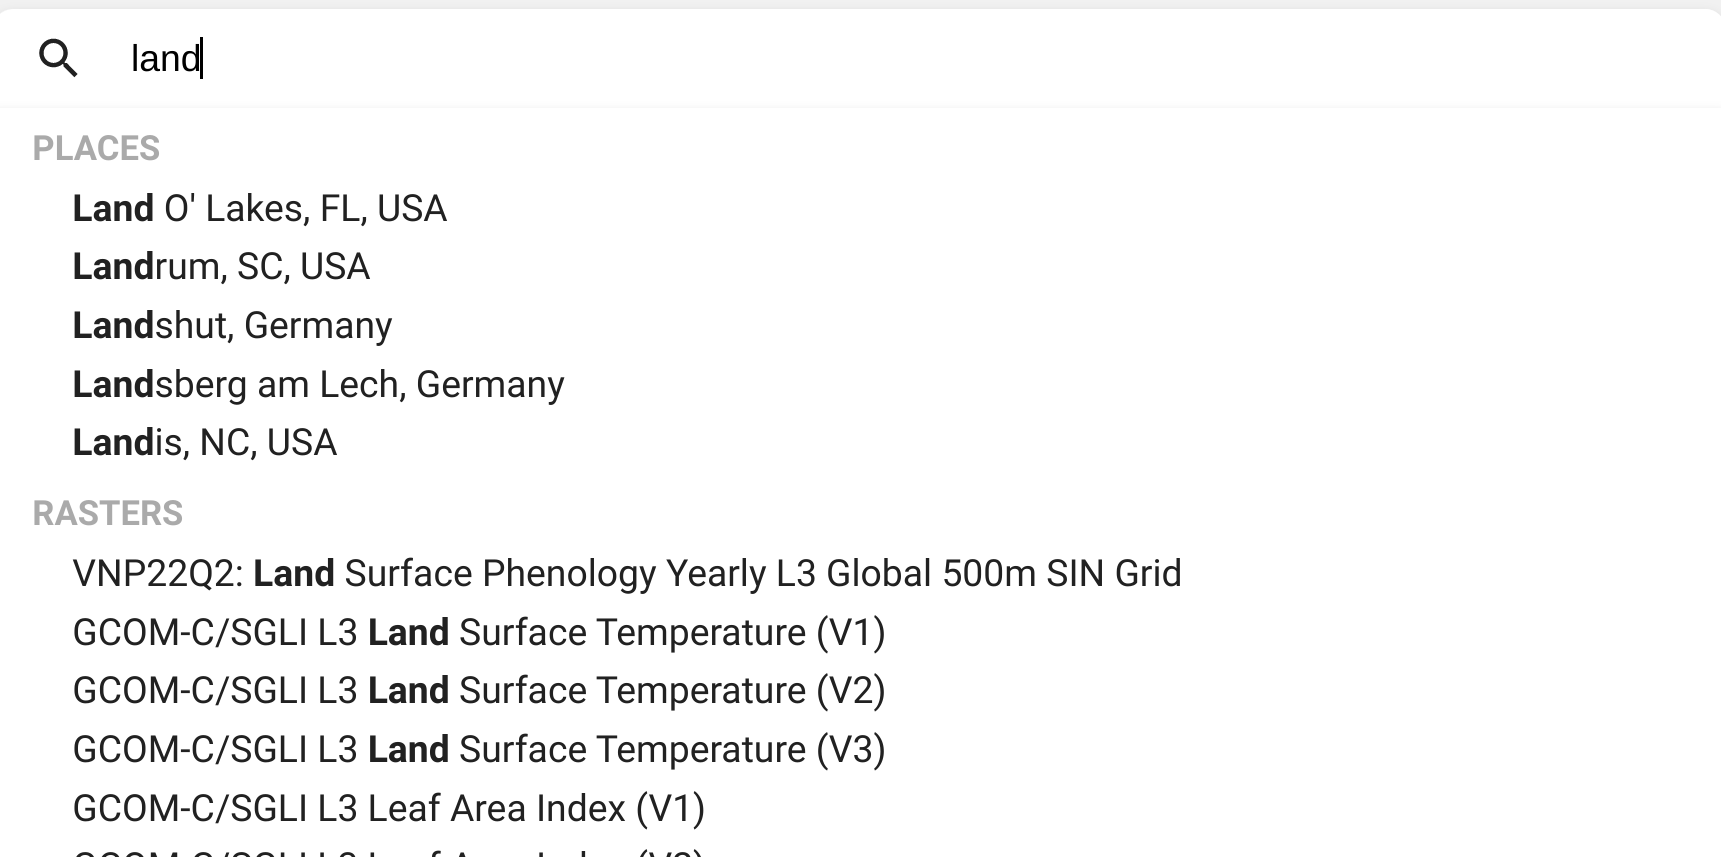 land
PLACES
Land O' Lakes, FL, USA
Landrum, SC, USA
Landshut, Germany
Landsberg am Lech, Germany
Landis, NC, USA
RASTERS
VNP22Q2: Land Surface Phenology Yearly L3 Global 500m SIN Grid
GCOM-C/SGLI L3 Land Surface Temperature (V1)
GCOM-C/SGLI L3 Land Surface Temperature (V2)
GCOM-C/SGLI L3 Land Surface Temperature (V3)
GCOM-C/SGLI L3 Leaf Area Index (V1)